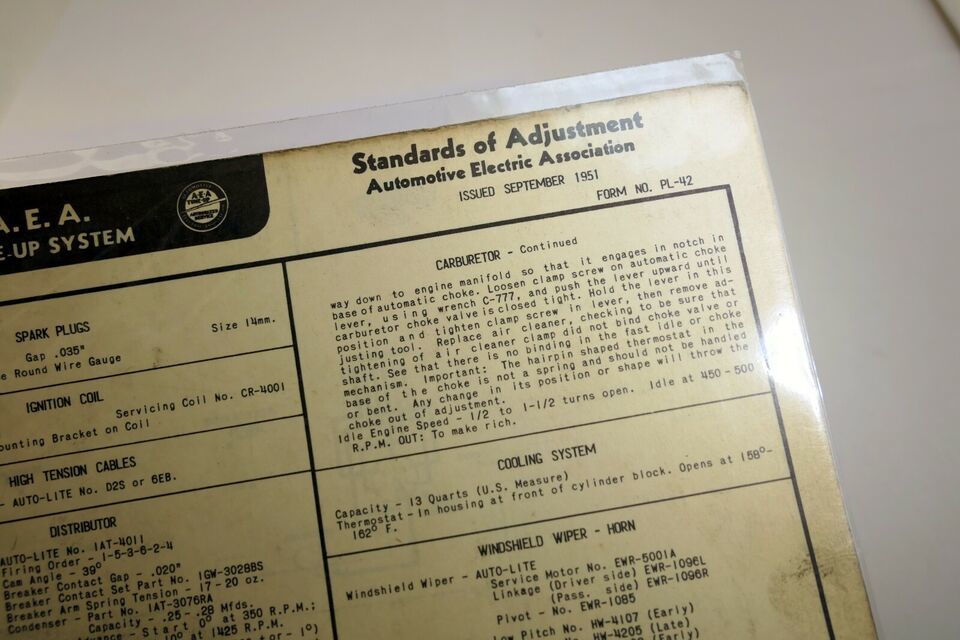 Standards of Adjustment
Automotive Electric Association
ISSUED SEPTEMBER 1951
FORM NO. PL-42
A.E.A.
E-UP SYSTEM
A·E·A
TUNE-UP
AUTHORIZED
SERVICE
SPARK PLUGS
Size 14mm.
Gap .035"
e Round Wire Gauge
IGNITION COIL
Servicing Coil No. CR-4001
ounting Bracket on Coil
HIGH TENSION CABLES
- AUTO-LITE No. D2S or 6EB.
DISTRIBUTOR
AUTO-LITE No. IAT-4011
Firing Order - 1-5-3-6-2-4
Cam Angle - 39°
Breaker Contact Gap - .020"
Breaker Contact Set Part No. IGW-3028BS
Breaker Arm Spring Tension - 17-20 oz.
Condenser - Part No. IAT-3076RA
Capacity - .25-.28 Mfds.
Start 0° at 350 R.P.M.;
at 1425 R.P.M.
CARBURETOR - Continued
way down to engine manifold so that it engages in notch in
base of automatic choke. Loosen clamp screw on automatic choke
lever, using wrench C-777, and push the lever upward until
carburetor choke valve is closed tight. Hold the lever in this
position and tighten clamp screw in lever, then remove ad-
justing tool. Replace air cleaner, checking to be sure that
tightening of air cleaner clamp did not bind choke valve or
shaft. See that there is no binding in the fast idle or choke
mechanism. Important: The hairpin shaped thermostat in the
base of the choke is not a spring and should not be handled
or bent. Any change in its position or shape will throw the
choke out of adjustment.
Idle Engine Speed - 1/2 to 1-1/2 turns open. Idle at 450-500
R.P.M. OUT: To make rich.
COOLING SYSTEM
Capacity - 13 Quarts (U.S. Measure)
Thermostat - In housing at front of cylinder block. Opens at 158°-
162° F.
WINDSHIELD WIPER - HORN
Windshield Wiper - AUTO-LITE
Service Motor No. EWR-5001A
Linkage (Driver side) EWR-1096L
(Pass. side) EWR-1096R
Pivot - No. EWR-1085
Low Pitch No. HW-4107 (Early)
HW-4205 (Late)
(Early)